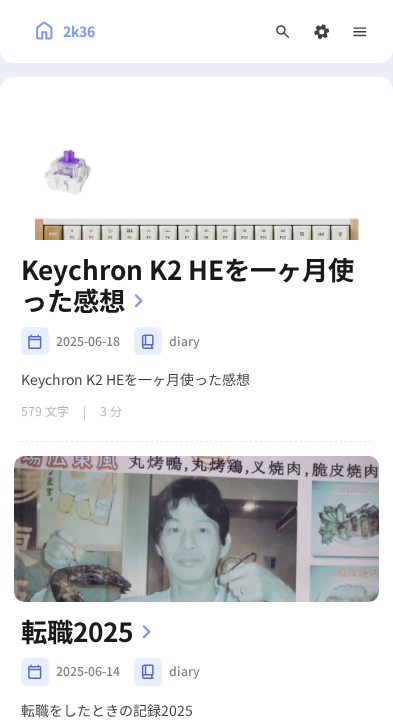 2k36
Keychron K2 HEを一ヶ月使
った感想
2025-06-18 diary
Keychron K2 HEを一ヶ月使った感想
579 文字 | 3 分
丸烤鴨,丸烤鶏,叉焼肉,脆皮焼肉
転職2025
2025-06-14 diary
転職をしたときの記録2025